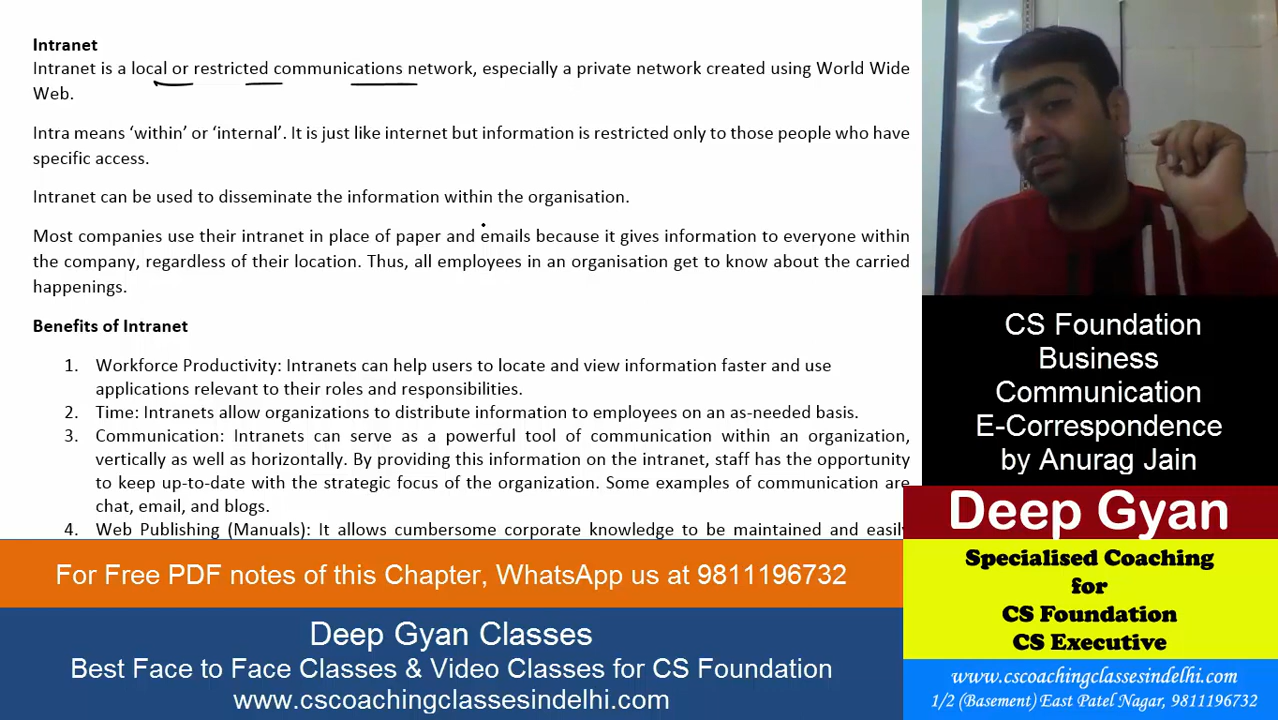 Intranet
Intranet is a local or restricted communications network, especially a private network created using World Wide
Web.
Intra means ‘within’ or ‘internal’. It is just like internet but information is restricted only to those people who have
specific access.
Intranet can be used to disseminate the information within the organisation.
Most companies use their intranet in place of paper and emails because it gives information to everyone within
the company, regardless of their location. Thus, all employees in an organisation get to know about the carried
happenings.
Benefits of Intranet
1. Workforce Productivity: Intranets can help users to locate and view information faster and use
applications relevant to their roles and responsibilities.
2. Time: Intranets allow organizations to distribute information to employees on an as-needed basis.
3. Communication: Intranets can serve as a powerful tool of communication within an organization,
vertically as well as horizontally. By providing this information on the intranet, staff has the opportunity
to keep up-to-date with the strategic focus of the organization. Some examples of communication are
chat, email, and blogs.
4. Web Publishing (Manuals): It allows cumbersome corporate knowledge to be maintained and easily
For Free PDF notes of this Chapter, WhatsApp us at 9811196732
Deep Gyan Classes
Best Face to Face Classes & Video Classes for CS Foundation
www.cscoachingclassesindelhi.com
CS Foundation
Business
Communication
E-Correspondence
by Anurag Jain
Deep Gyan
Specialised Coaching
for
CS Foundation
CS Executive
www.cscoachingclassesindelhi.com
1/2 (Basement) East Patel Nagar, 9811196732